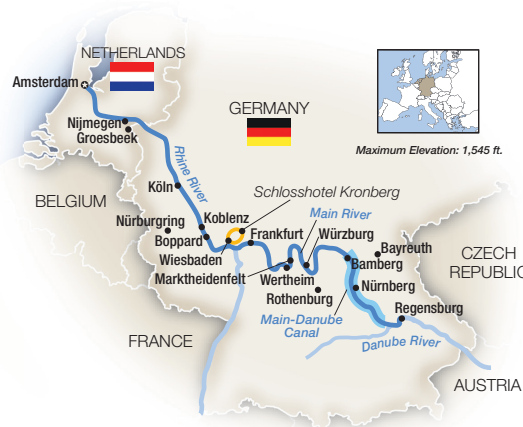 NETHERLANDS
Amsterdam
GERMANY
Maximum Elevation: 1,545 ft.
Nijmegen
Groesbeek
Rhine River
BELGIUM
Köln
Schlosshotel Kronberg
Nürburgring
Koblenz
Boppard
Main River
Frankfurt
Würzburg
Wiesbaden
Bayreuth
CZECH
REPUBLIC
Bamberg
Marktheidenfelt
Wertheim
Rothenburg
Nürnberg
Main-Danube
Canal
Regensburg
FRANCE
Danube River
AUSTRIA